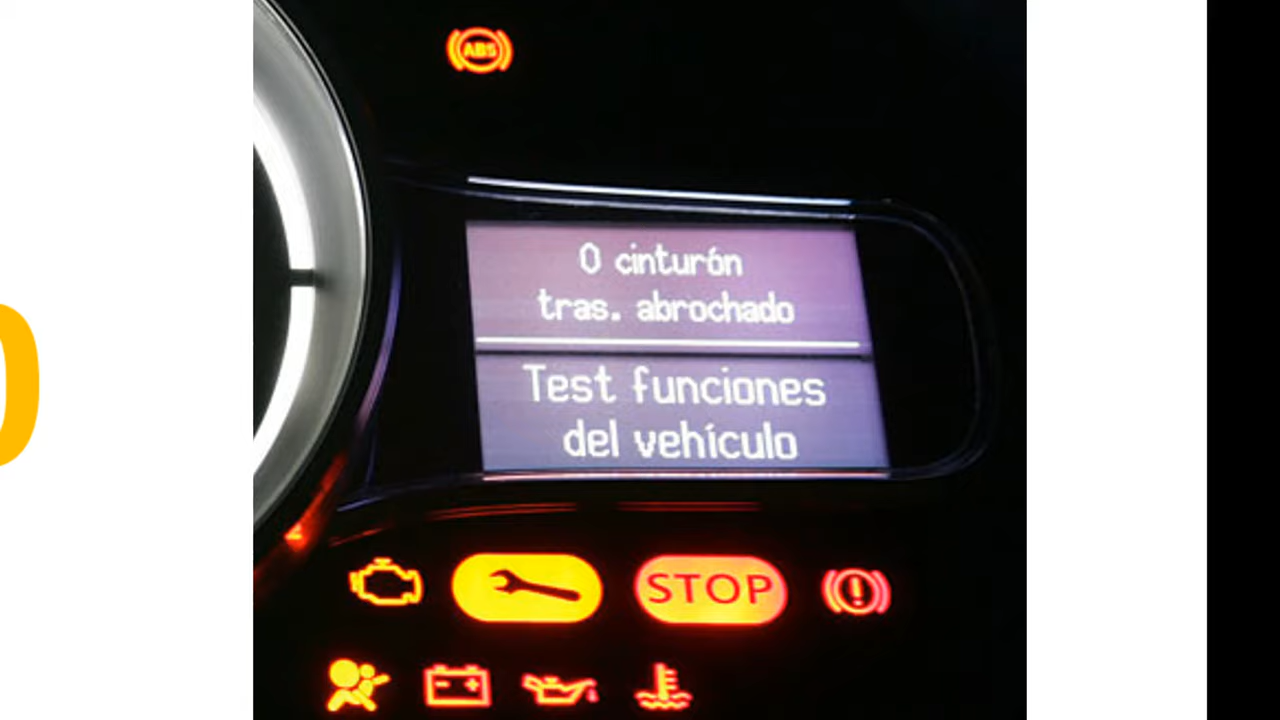 ABS
0 cinturón
tras. abrochado
Test funciones
del vehículo
STOP